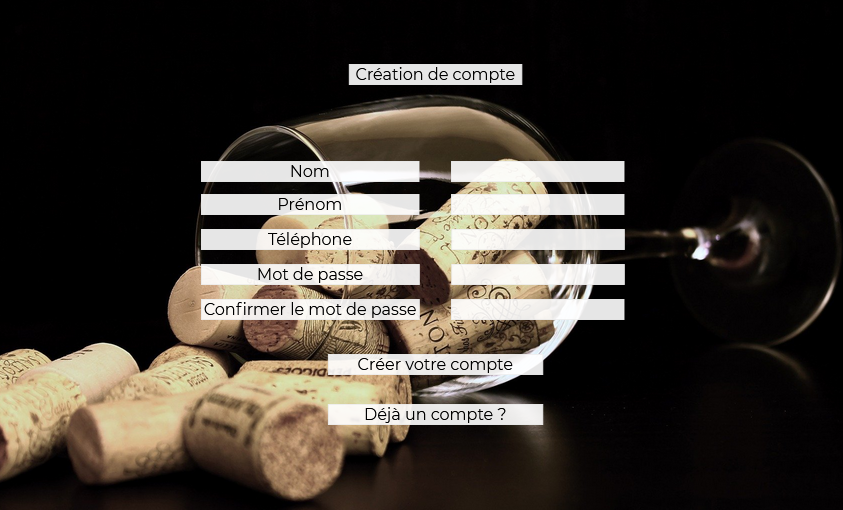 Création de compte
Nom
Prénom
Téléphone
Mot de passe
Confirmer le mot de passe
Créer votre compte
Déjà un compte ?